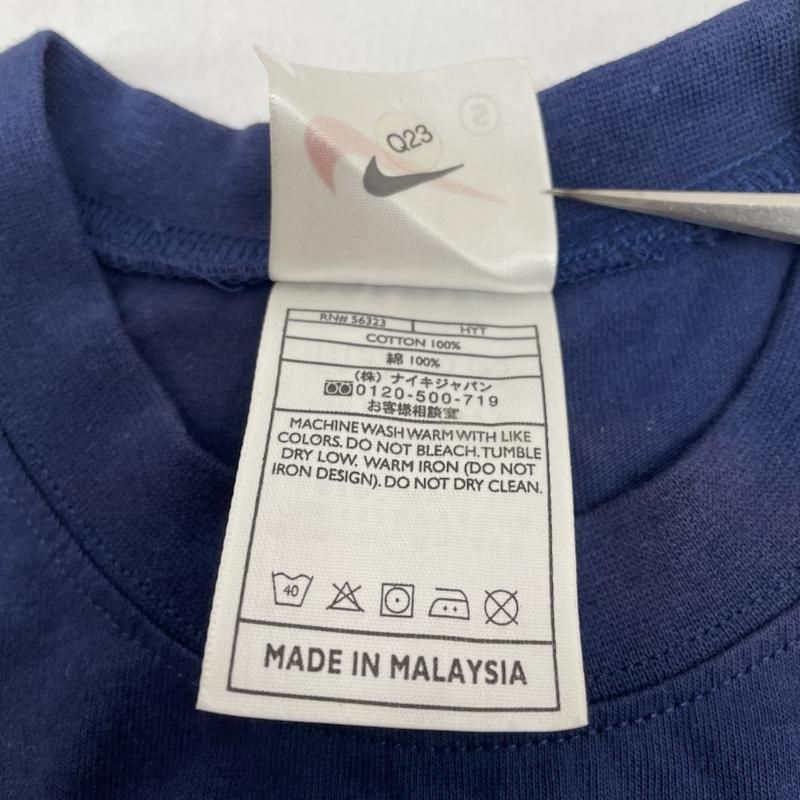 Q23
S
RN# 56323 HYT
COTTON 100%
綿 100%
(株) ナイキジャパン
0120-500-719
お客様相談室
MACHINE WASH WARM WITH LIKE
COLORS. DO NOT BLEACH. TUMBLE
DRY LOW. WARM IRON (DO NOT
IRON DESIGN). DO NOT DRY CLEAN.
40
MADE IN MALAYSIA